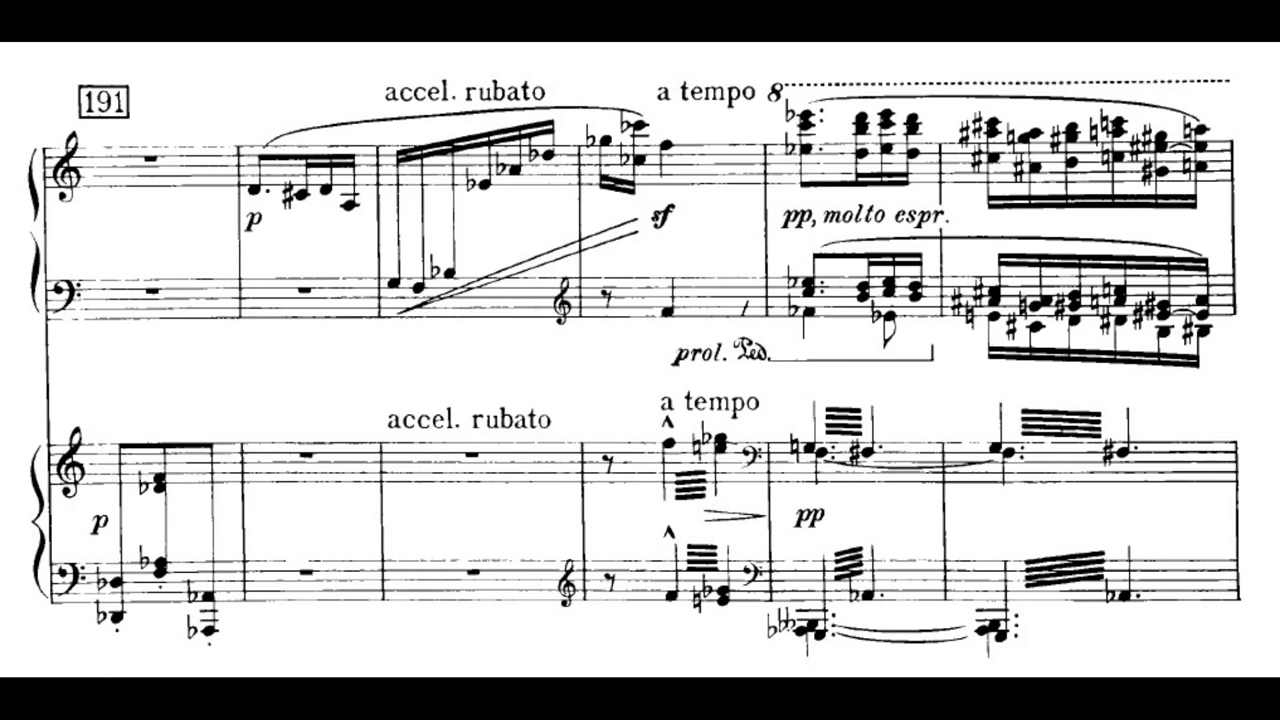 191
accel. rubato
a tempo 8
p
sf
pp, molto espr.
prol. Ped.
accel. rubato
a tempo
p
pp